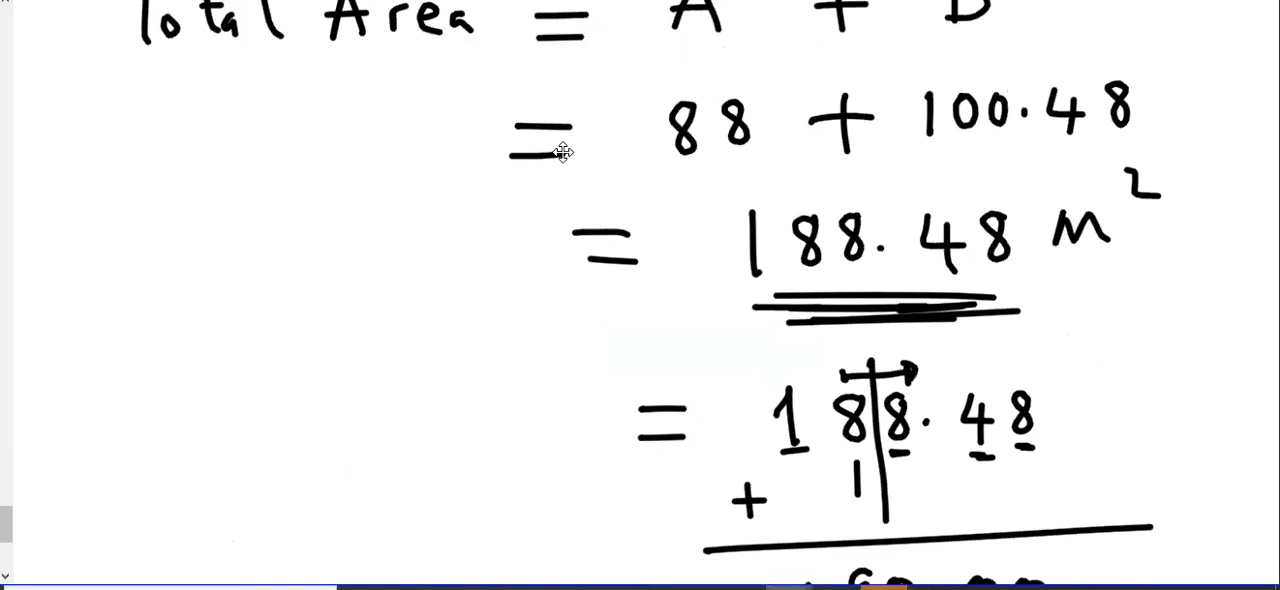 Total Area = A + B
= 88 + 100.48
= 188.48 m²
= 188.48
+ 1